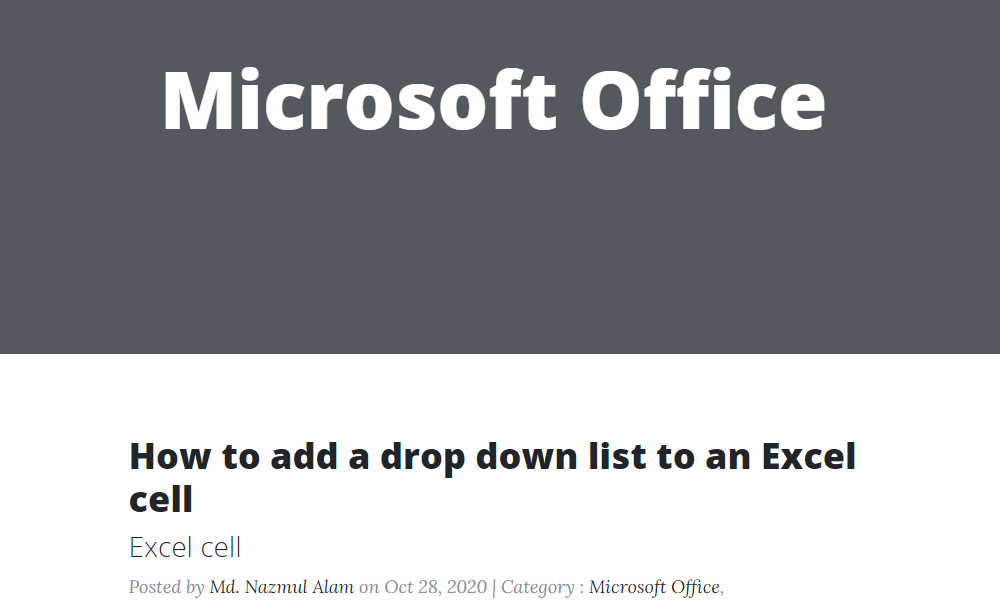 Microsoft Office
How to add a drop down list to an Excel
cell
Excel cell
Posted by Md. Nazmul Alam on Oct 28, 2020 | Category : Microsoft Office,